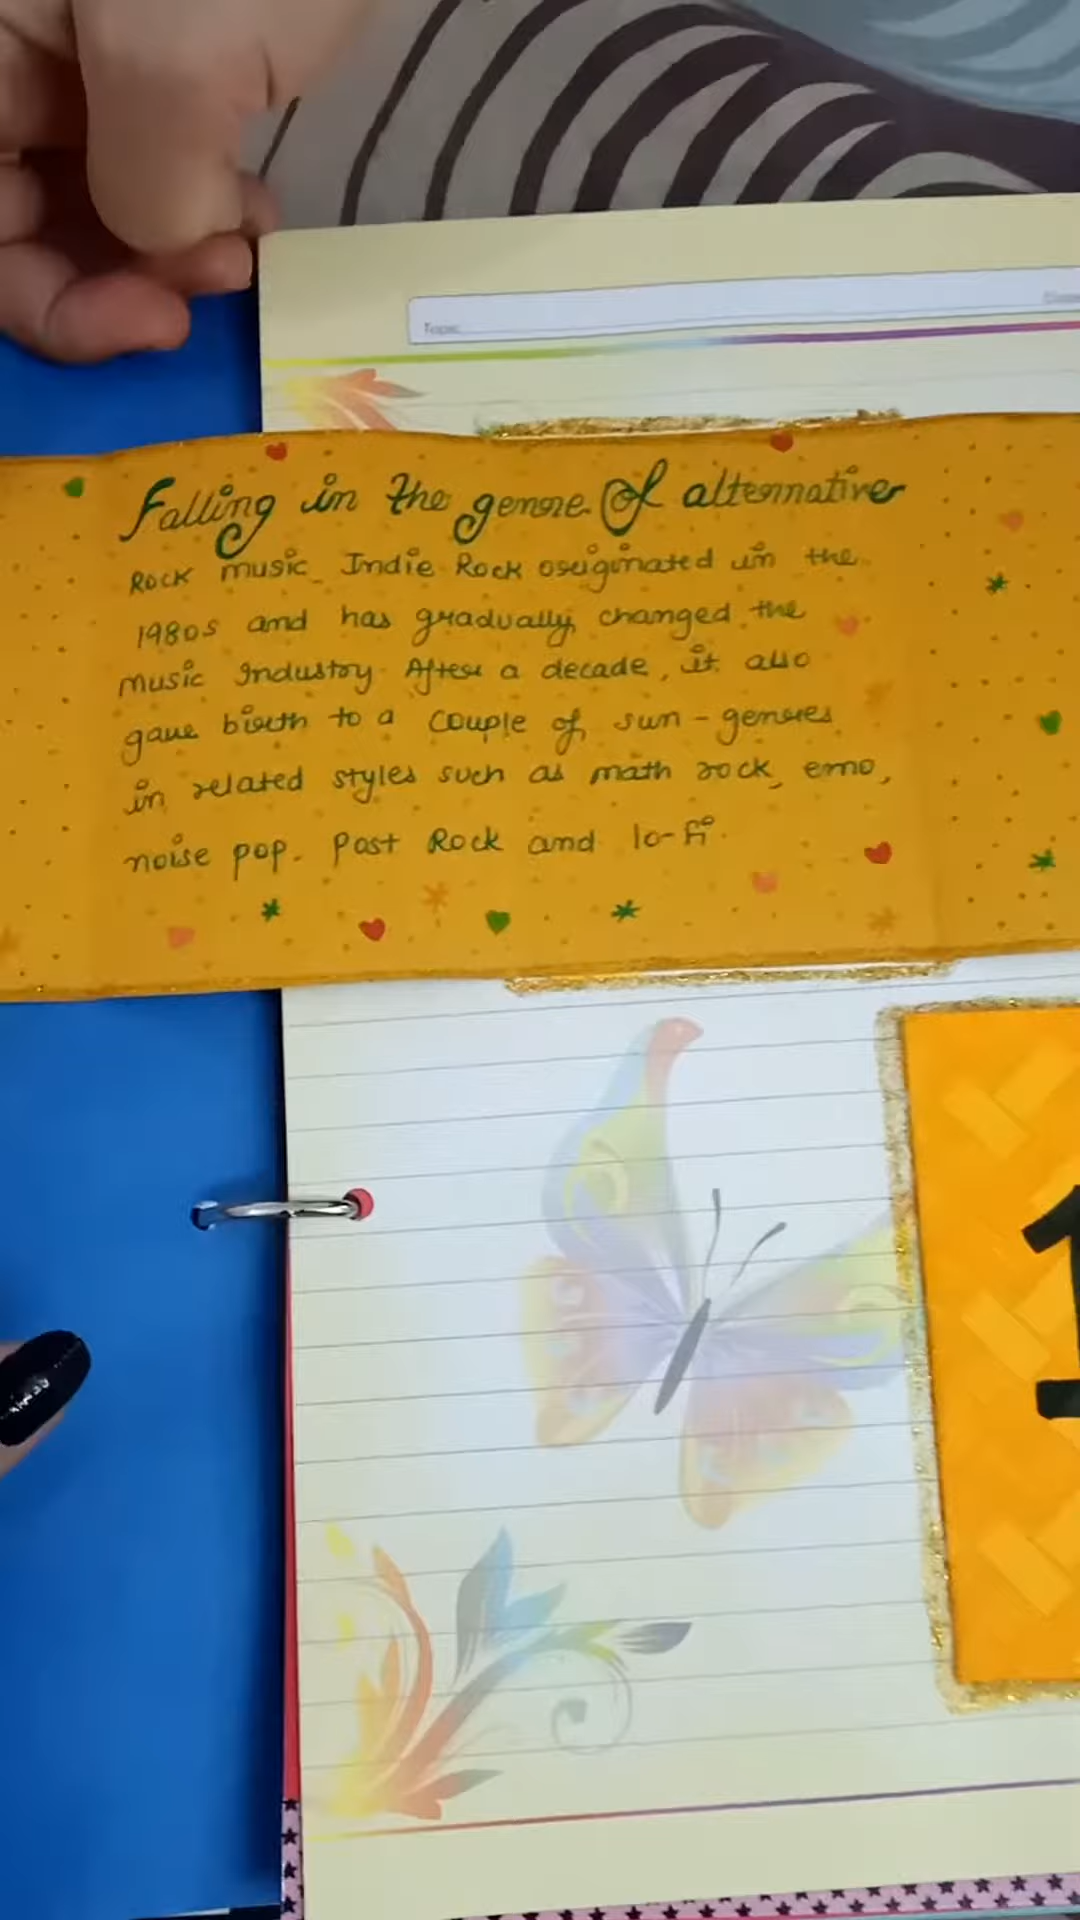 Topic
Falling in the genre of alternative
Rock music Indie Rock originated in the
1980s and has gradually changed the
music Industry. After a decade, it also
gave birth to a couple of sun-genres
in related styles such as math rock, emo,
noise pop. Post Rock and lo-fi.
1